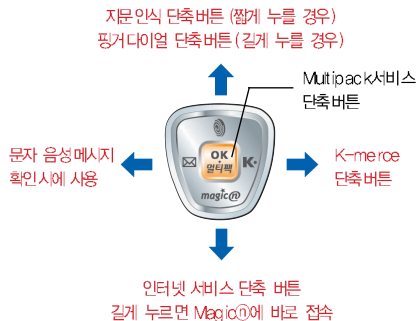 지문인식 단축버튼 (짧게 누를 경우)
핑거다이얼 단축버튼 (길게 누를 경우)
Multipack서비스
단축버튼
문자 음성메시지
확인시에 사용
OK
멀티팩
K
magicⓝ
K-merce
단축버튼
인터넷 서비스 단축 버튼
길게 누르면 Magicⓝ에 바로 접속